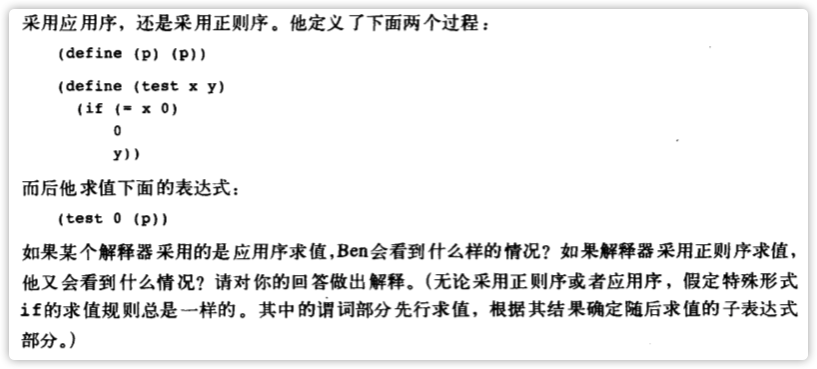 采用应用序，还是采用正则序。他定义了下面两个过程：
(define (p) (p))
(define (test x y)
(if (= x 0)
0
y))
而后他求值下面的表达式：
(test 0 (p))
如果某个解释器采用的是应用序求值，Ben会看到什么样的情况？如果解释器采用正则序求值，
他又会看到什么情况？请对你的回答做出解释。（无论采用正则序或者应用序，假定特殊形式
if的求值规则总是一样的。其中的谓词部分先行求值，根据其结果确定随后求值的子表达式
部分。）